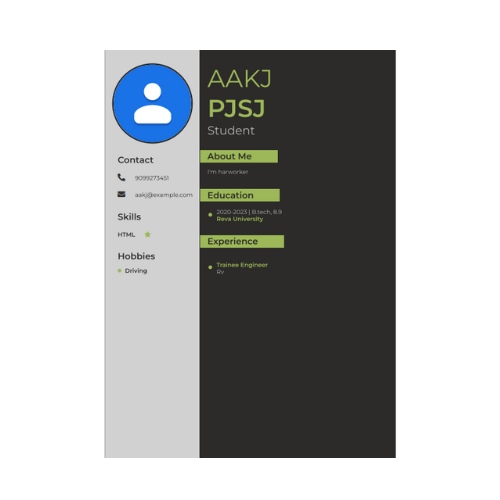 AAKJ
PJSJ
Student
Contact
9099273451
aakj@example.com
Skills
HTML
Hobbies
Driving
About Me
I'm harworker
Education
2020-2023 | B.tech, 8.9
Reva University
Experience
Trainee Engineer
Rv